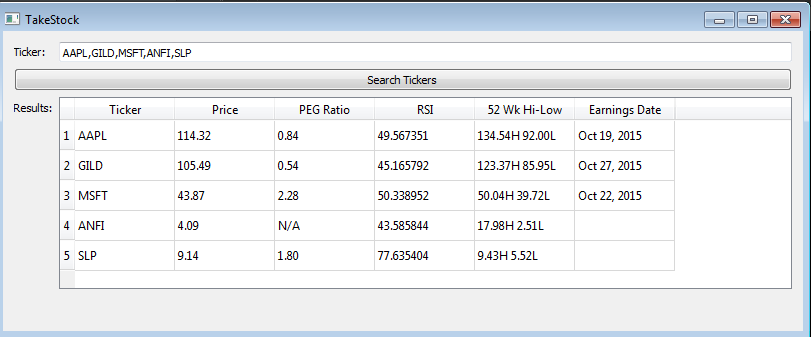 TakeStock
Ticker: AAPL,GILD,MSFT,ANFI,SLP
Search Tickers
Results: Ticker Price PEG Ratio RSI 52 Wk Hi-Low Earnings Date
1 AAPL 114.32 0.84 49.567351 134.54H 92.00L Oct 19, 2015
2 GILD 105.49 0.54 45.165792 123.37H 85.95L Oct 27, 2015
3 MSFT 43.87 2.28 50.338952 50.04H 39.72L Oct 22, 2015
4 ANFI 4.09 N/A 43.585844 17.98H 2.51L
5 SLP 9.14 1.80 77.635404 9.43H 5.52L